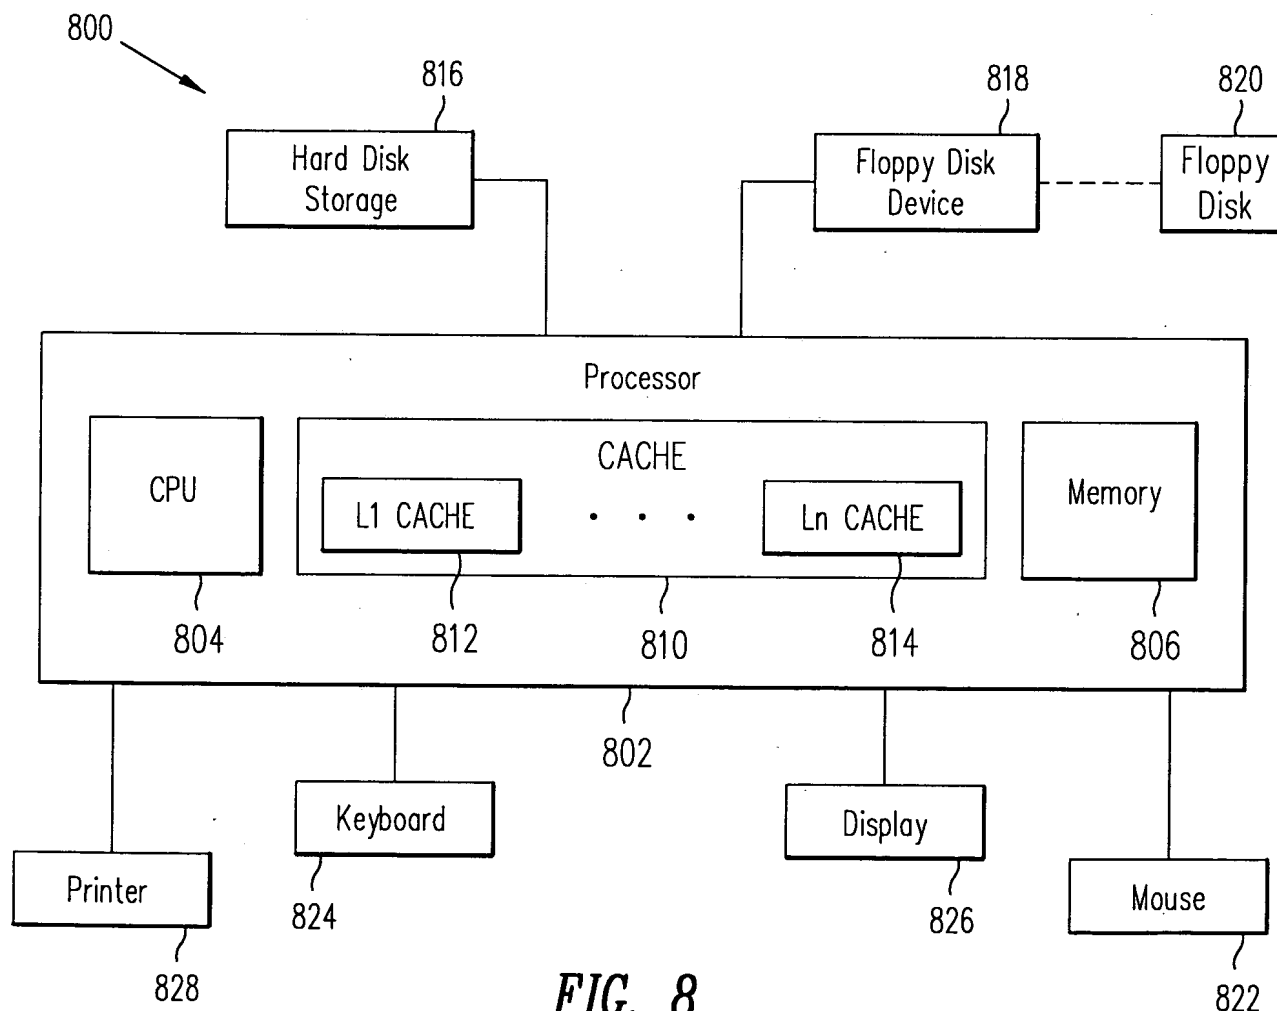 800
816
818
820
Hard Disk
Storage
Floppy Disk
Device
Floppy
Disk
Processor
CPU
CACHE
L1 CACHE
. . .
Ln CACHE
Memory
804
812
810
814
806
802
Keyboard
Display
Printer
Mouse
824
826
828
822
FIG. 8